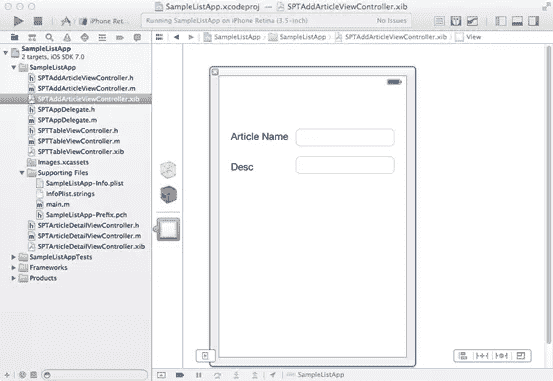 SampleListApp.xcodeproj — SPTAddArticleViewController.xib
iPhone Ret...
Running SampleListApp on iPhone Retina (3.5-inch)
No Issues
SampleListApp
2 targets, iOS SDK 7.0
SampleListApp
SPTAddArticleViewController.h
SPTAddArticleViewController.m
SPTAddArticleViewController.xib
SPTAppDelegate.h
SPTAppDelegate.m
SPTTableViewController.h
SPTTableViewController.m
SPTTableViewController.xib
Images.xcassets
Supporting Files
SampleListApp-Info.plist
InfoPlist.strings
main.m
SampleListApp-Prefix.pch
SPTArticleDetailViewController.h
SPTArticleDetailViewController.m
SPTArticleDetailViewController.xib
SampleListAppTests
Frameworks
Products
SampleListApp
SampleListApp
SPTAddArticleViewController.xib
View
Article Name
Desc
SampleListApp